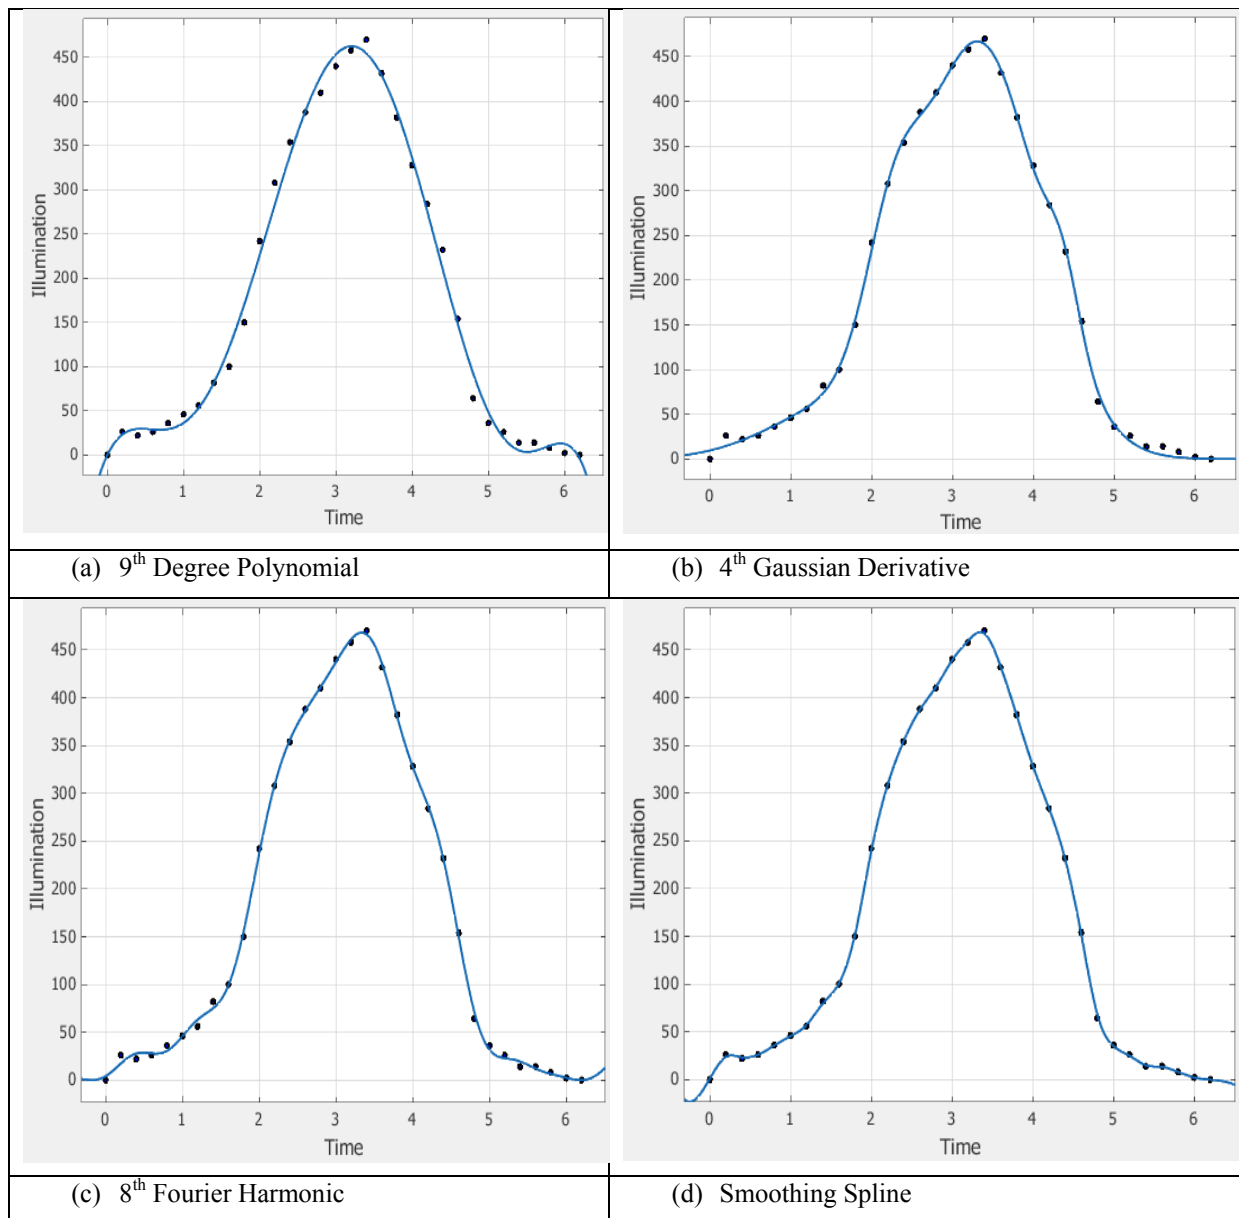 450
400
350
300
250
200
150
100
50
0
Illumination
0 1 2 3 4 5 6
Time
(a) 9th Degree Polynomial
450
400
350
300
250
200
150
100
50
0
Illumination
0 1 2 3 4 5 6
Time
(b) 4th Gaussian Derivative
450
400
350
300
250
200
150
100
50
0
Illumination
0 1 2 3 4 5 6
Time
(c) 8th Fourier Harmonic
450
400
350
300
250
200
150
100
50
0
Illumination
0 1 2 3 4 5 6
Time
(d) Smoothing Spline